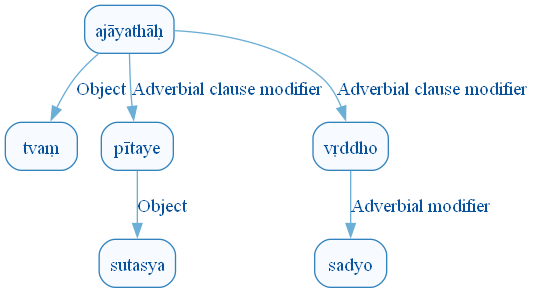 ajāyathāḥ
Object Adverbial clause modifier Adverbial clause modifier
tvaṃ pītaye vṛddho
Object Adverbial modifier
sutasya sadyo